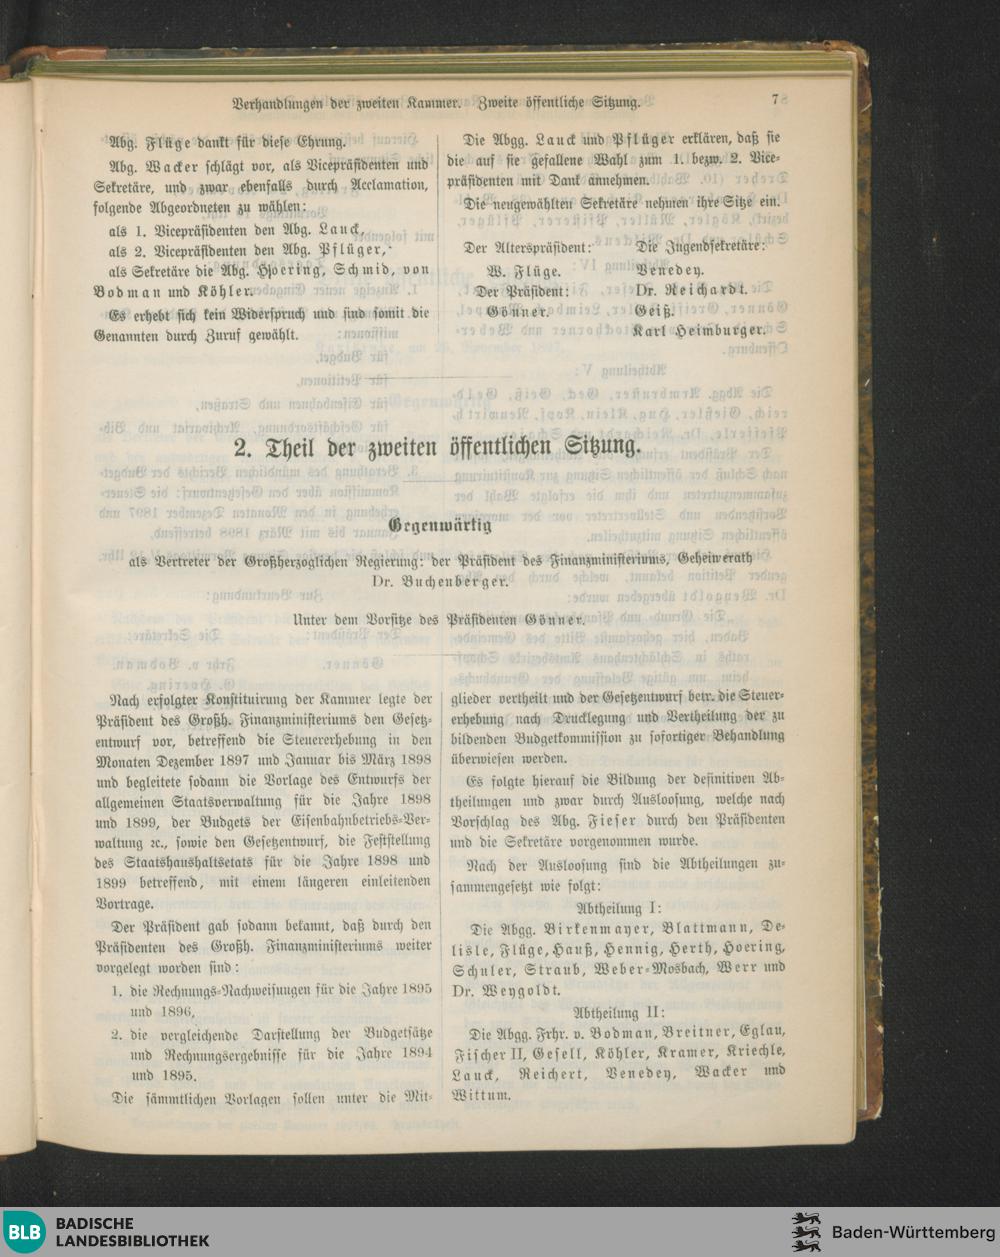 Verhandlungen der zweiten Kammer. Zweite öffentliche Sitzung.
7
Abg. Flüge dankt für diese Ehrung.
Abg. Wacker schlägt vor, als Vicepräsidenten und
Sekretäre, und zwar ebenfalls durch Acclamation,
folgende Abgeordneten zu wählen:
als 1. Vicepräsidenten den Abg. Lauck,
als 2. Vicepräsidenten den Abg. Pflüger,
als Sekretäre die Abg. Hoering, Schmid, von
Bodman und Köhler.
Es erhebt sich kein Widerspruch und sind somit die
Genannten durch Zuruf gewählt.
Die Abgg. Lauck und Pflüger erklären, daß sie
die auf sie gefallene Wahl zum 1. bezw. 2. Vice-
präsidenten mit Dank annehmen.
Die neugewählten Sekretäre nehmen ihre Sitze ein.
Der Alterspräsident:
W. Flüge.
Der Präsident:
Gönner.
Die Jugendsekretäre:
Venedey.
Dr. Reichardt.
Geiß.
Karl Heimburger.
2. Theil der zweiten öffentlichen Sitzung.
Gegenwärtig
als Vertreter der Großherzoglichen Regierung: der Präsident des Finanzministeriums, Geheimerath
Dr. Buchenberger.
Unter dem Vorsitze des Präsidenten Gönner.
Nach erfolgter Konstituirung der Kammer legte der
Präsident des Großh. Finanzministeriums den Gesetz-
entwurf vor, betreffend die Steuererhebung in den
Monaten Dezember 1897 und Januar bis März 1898
und begleitete sodann die Vorlage des Entwurfs der
allgemeinen Staatsverwaltung für die Jahre 1898
und 1899, der Budgets der Eisenbahnbetriebs-Ver-
waltung ꝛc., sowie den Gesetzentwurf, die Feststellung
des Staatshaushaltsetats für die Jahre 1898 und
1899 betreffend, mit einem längeren einleitenden
Vortrage.
Der Präsident gab sodann bekannt, daß durch den
Präsidenten des Großh. Finanzministeriums weiter
vorgelegt worden sind:
1. die Rechnungs-Nachweisungen für die Jahre 1895
und 1896,
2. die vergleichende Darstellung der Budgetsätze
und Rechnungsergebnisse für die Jahre 1894
und 1895.
Die sämmtlichen Vorlagen sollen unter die Mit-
glieder vertheilt und der Gesetzentwurf betr. die Steuer-
erhebung nach Drucklegung und Vertheilung der zu
bildenden Budgetkommission zu sofortiger Behandlung
überwiesen werden.
Es folgte hierauf die Bildung der definitiven Ab-
theilungen und zwar durch Ausloosung, welche nach
Vorschlag des Abg. Fieser durch den Präsidenten
und die Sekretäre vorgenommen wurde.
Nach der Ausloosung sind die Abtheilungen zu-
sammengesetzt wie folgt:
Abtheilung I:
Die Abgg. Birkenmayer, Blattmann, De-
lisle, Flüge, Hauß, Hennig, Herth, Hoering,
Schuler, Straub, Weber-Mosbach, Werr und
Dr. Weygoldt.
Abtheilung II:
Die Abgg. Frhr. v. Bodman, Breitner, Eglau,
Fischer II, Gesell, Köhler, Kramer, Kriechle,
Lauck, Reichert, Venedey, Wacker und
Wittum.
BLB
BADISCHE
LANDESBIBLIOTHEK
Baden-Württemberg